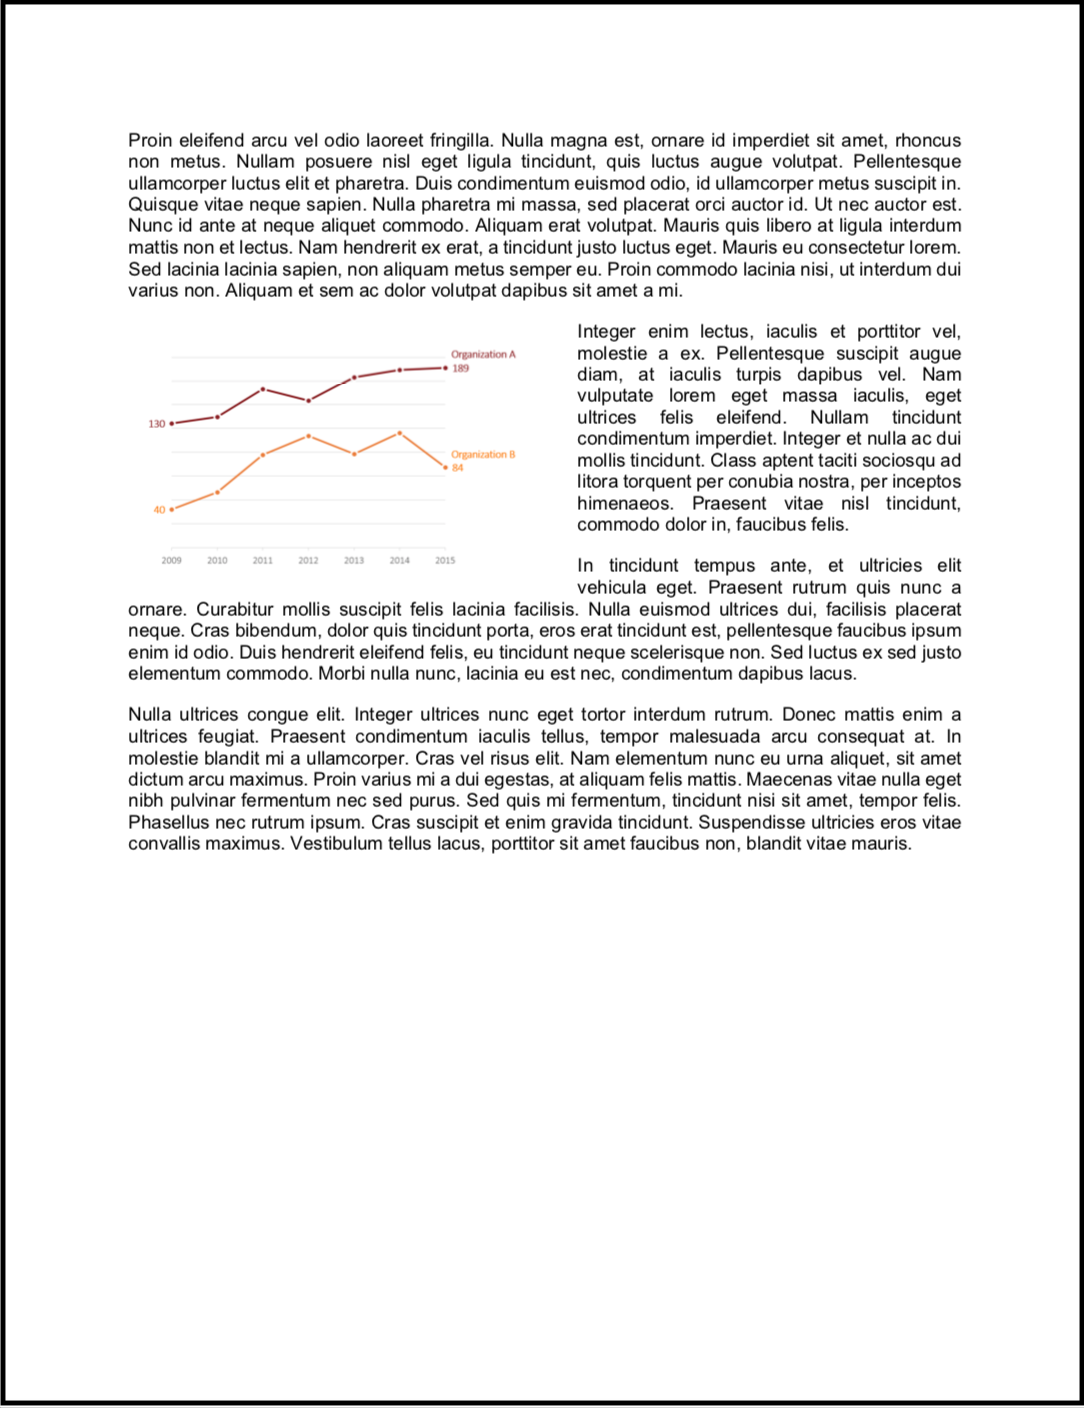 Proin eleifend arcu vel odio laoreet fringilla. Nulla magna est, ornare id imperdiet sit amet, rhoncus
non metus. Nullam posuere nisl eget ligula tincidunt, quis luctus augue volutpat. Pellentesque
ullamcorper luctus elit et pharetra. Duis condimentum euismod odio, id ullamcorper metus suscipit in.
Quisque vitae neque sapien. Nulla pharetra mi massa, sed placerat orci auctor id. Ut nec auctor est.
Nunc id ante at neque aliquet commodo. Aliquam erat volutpat. Mauris quis libero at ligula interdum
mattis non et lectus. Nam hendrerit ex erat, a tincidunt justo luctus eget. Mauris eu consectetur lorem.
Sed lacinia lacinia sapien, non aliquam metus semper eu. Proin commodo lacinia nisi, ut interdum dui
varius non. Aliquam et sem ac dolor volutpat dapibus sit amet a mi.
Organization A
189
130
Organization B
84
40
2009 2010 2011 2012 2013 2014 2015
Integer enim lectus, iaculis et porttitor vel,
molestie a ex. Pellentesque suscipit augue
diam, at iaculis turpis dapibus vel. Nam
vulputate lorem eget massa iaculis, eget
ultrices felis eleifend. Nullam tincidunt
condimentum imperdiet. Integer et nulla ac dui
mollis tincidunt. Class aptent taciti sociosqu ad
litora torquent per conubia nostra, per inceptos
himenaeos. Praesent vitae nisl tincidunt,
commodo dolor in, faucibus felis.
In tincidunt tempus ante, et ultricies elit
vehicula eget. Praesent rutrum quis nunc a
ornare. Curabitur mollis suscipit felis lacinia facilisis. Nulla euismod ultrices dui, facilisis placerat
neque. Cras bibendum, dolor quis tincidunt porta, eros erat tincidunt est, pellentesque faucibus ipsum
enim id odio. Duis hendrerit eleifend felis, eu tincidunt neque scelerisque non. Sed luctus ex sed justo
elementum commodo. Morbi nulla nunc, lacinia eu est nec, condimentum dapibus lacus.
Nulla ultrices congue elit. Integer ultrices nunc eget tortor interdum rutrum. Donec mattis enim a
ultrices feugiat. Praesent condimentum iaculis tellus, tempor malesuada arcu consequat at. In
molestie blandit mi a ullamcorper. Cras vel risus elit. Nam elementum nunc eu urna aliquet, sit amet
dictum arcu maximus. Proin varius mi a dui egestas, at aliquam felis mattis. Maecenas vitae nulla eget
nibh pulvinar fermentum nec sed purus. Sed quis mi fermentum, tincidunt nisi sit amet, tempor felis.
Phasellus nec rutrum ipsum. Cras suscipit et enim gravida tincidunt. Suspendisse ultricies eros vitae
convallis maximus. Vestibulum tellus lacus, porttitor sit amet faucibus non, blandit vitae mauris.